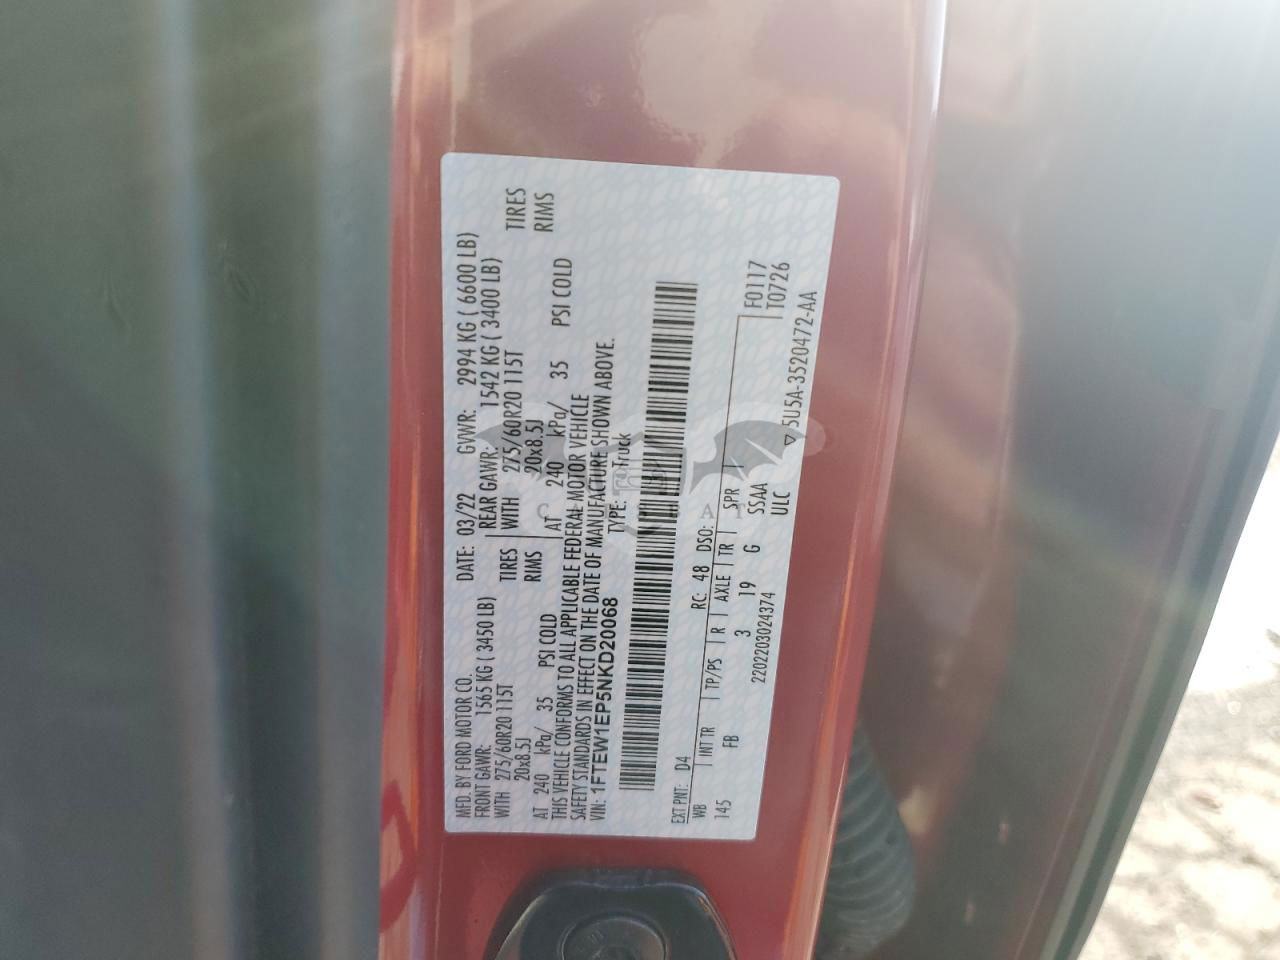 MFD. BY FORD MOTOR CO. DATE: 03/22 GVWR: 2994 KG ( 6600 LB)
FRONT GAWR: 1565 KG ( 3450 LB) REAR GAWR: 1542 KG ( 3400 LB)
WITH 275/60R20 115T TIRES WITH 275/60R20 115T TIRES
20x8.5J RIMS 20x8.5J RIMS
AT 240 kPa/ 35 PSI COLD AT 240 kPa/ 35 PSI COLD
THIS VEHICLE CONFORMS TO ALL APPLICABLE FEDERAL MOTOR VEHICLE
SAFETY STANDARDS IN EFFECT ON THE DATE OF MANUFACTURE SHOWN ABOVE.
VIN: 1FTEW1EP5NKD20068 TYPE: Truck
EXT PNT: D4 RC: 48 DSO:
WB INT TR TP/PS R AXLE TR SPR F0117
145 FB 3 19 G SSAA T0726
2202203024374 ULC
5U5A-3520472-AA